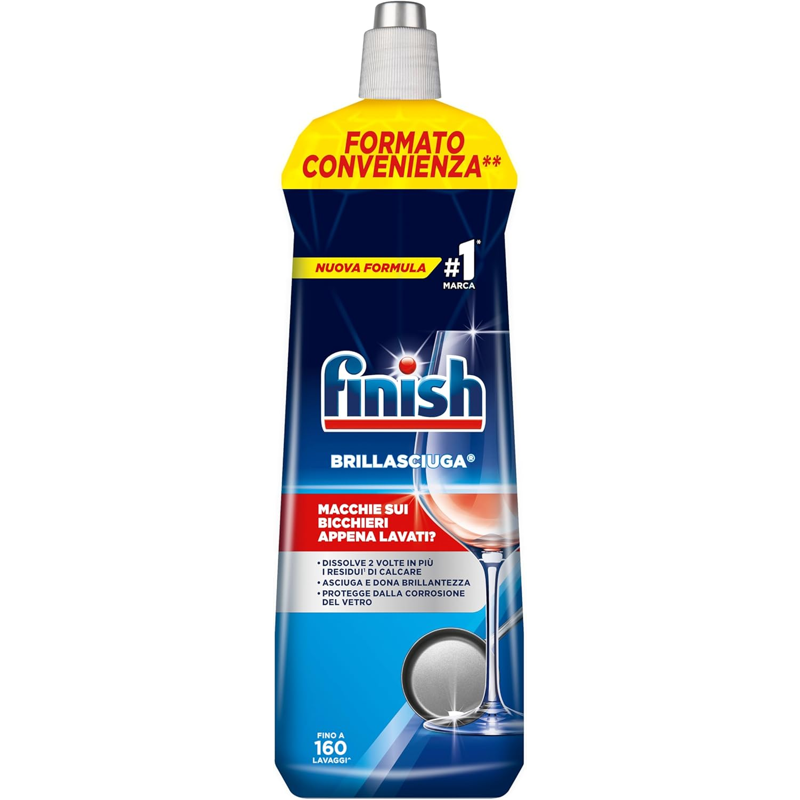 FORMATO
CONVENIENZA**
NUOVA FORMULA
#1*
MARCA
finish
BRILLASCIUGA®
MACCHIE SUI
BICCHIERI
APPENA LAVATI?
• DISSOLVE 2 VOLTE IN PIÙ
I RESIDUI¹ DI CALCARE
• ASCIUGA E DONA BRILLANTEZZA
• PROTEGGE DALLA CORROSIONE
DEL VETRO
FINO A
160
LAVAGGI^